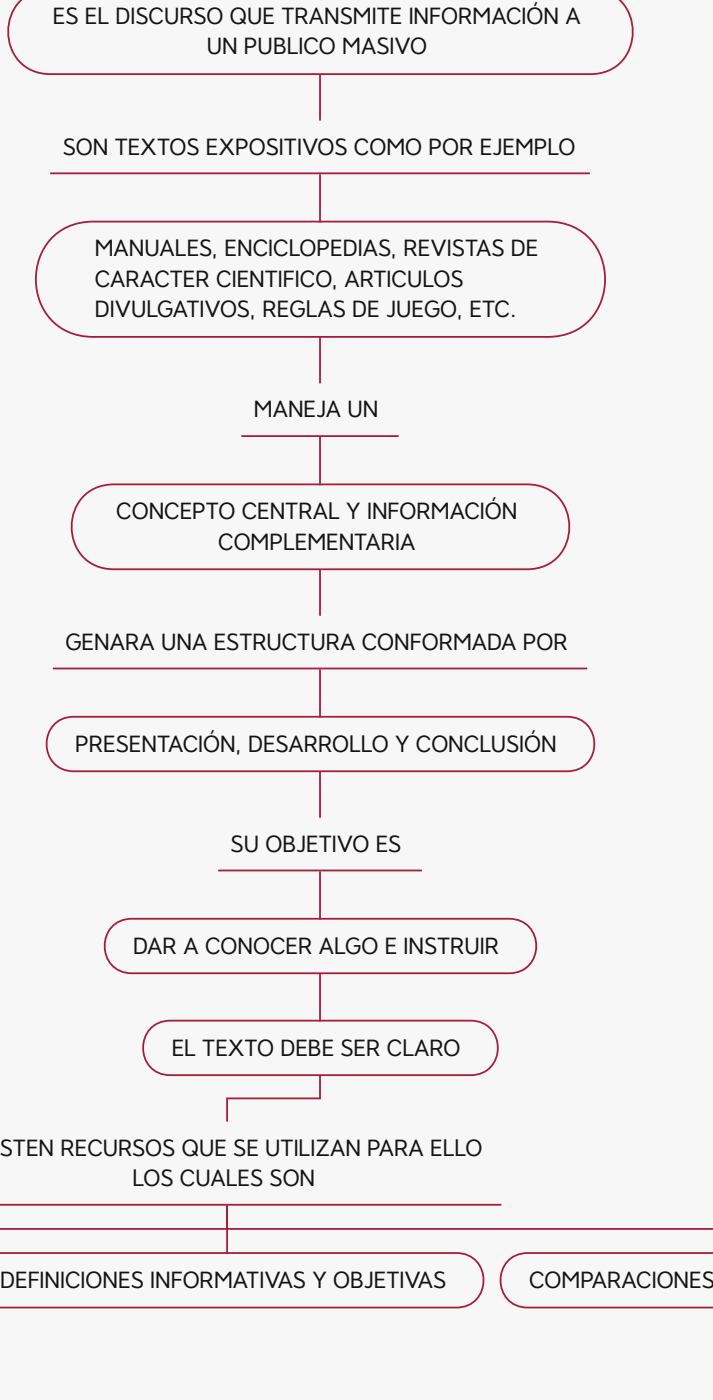 ES EL DISCURSO QUE TRANSMITE INFORMACIÓN A
UN PUBLICO MASIVO
SON TEXTOS EXPOSITIVOS COMO POR EJEMPLO
MANUALES, ENCICLOPEDIAS, REVISTAS DE
CARACTER CIENTIFICO, ARTICULOS
DIVULGATIVOS, REGLAS DE JUEGO, ETC.
MANEJA UN
CONCEPTO CENTRAL Y INFORMACIÓN
COMPLEMENTARIA
GENARA UNA ESTRUCTURA CONFORMADA POR
PRESENTACIÓN, DESARROLLO Y CONCLUSIÓN
SU OBJETIVO ES
DAR A CONOCER ALGO E INSTRUIR
EL TEXTO DEBE SER CLARO
STEN RECURSOS QUE SE UTILIZAN PARA ELLO
LOS CUALES SON
DEFINICIONES INFORMATIVAS Y OBJETIVAS
COMPARACIONES